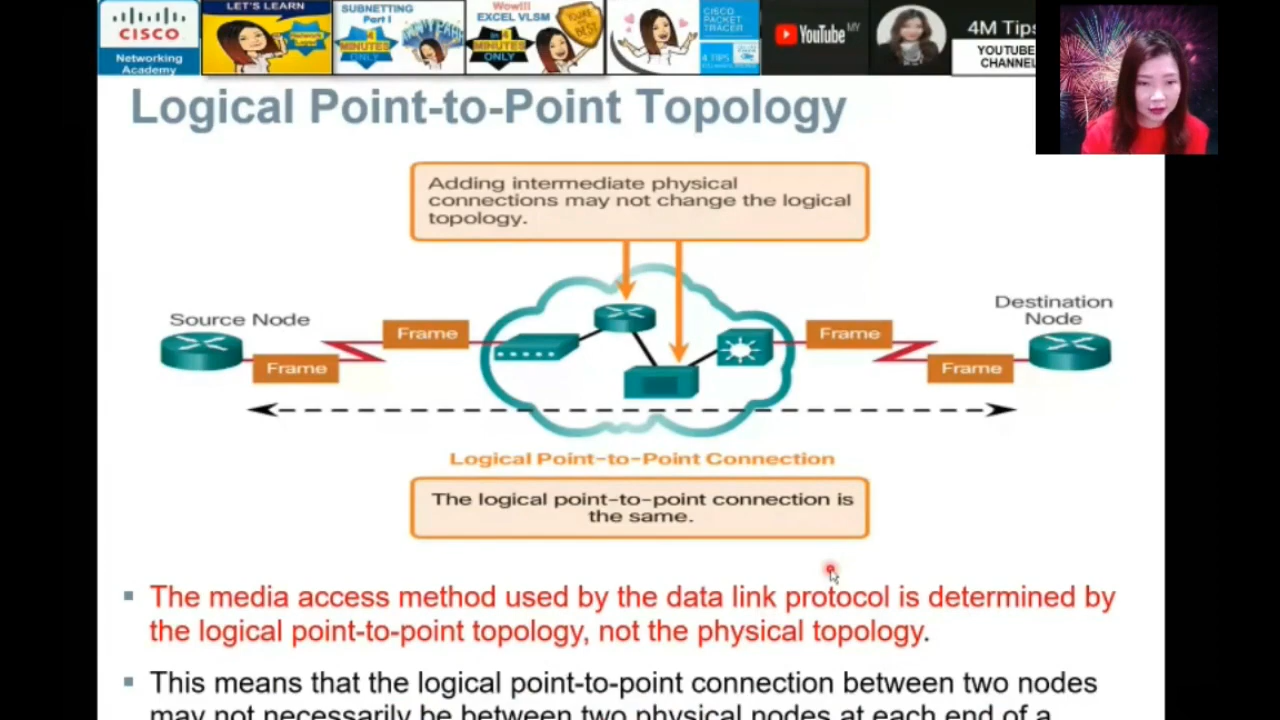 CISCO
Networking
Academy
LET'S LEARN
SUBNETTING
Part I
4
MINUTES
ONLY
Wow!!!
EXCEL VLSM
in 4
MINUTES
ONLY
BEST
CISCO
PACKET
TRACER
4 TIPS
YouTube MY
4M Tips
YOUTUBE
CHANNEL
Logical Point-to-Point Topology
Adding intermediate physical
connections may not change the logical
topology.
Source Node
Frame
Frame
Frame
Frame
Destination
Node
Logical Point-to-Point Connection
The logical point-to-point connection is
the same.
▪ The media access method used by the data link protocol is determined by
the logical point-to-point topology, not the physical topology.
▪ This means that the logical point-to-point connection between two nodes
may not necessarily be between two physical nodes at each end of a